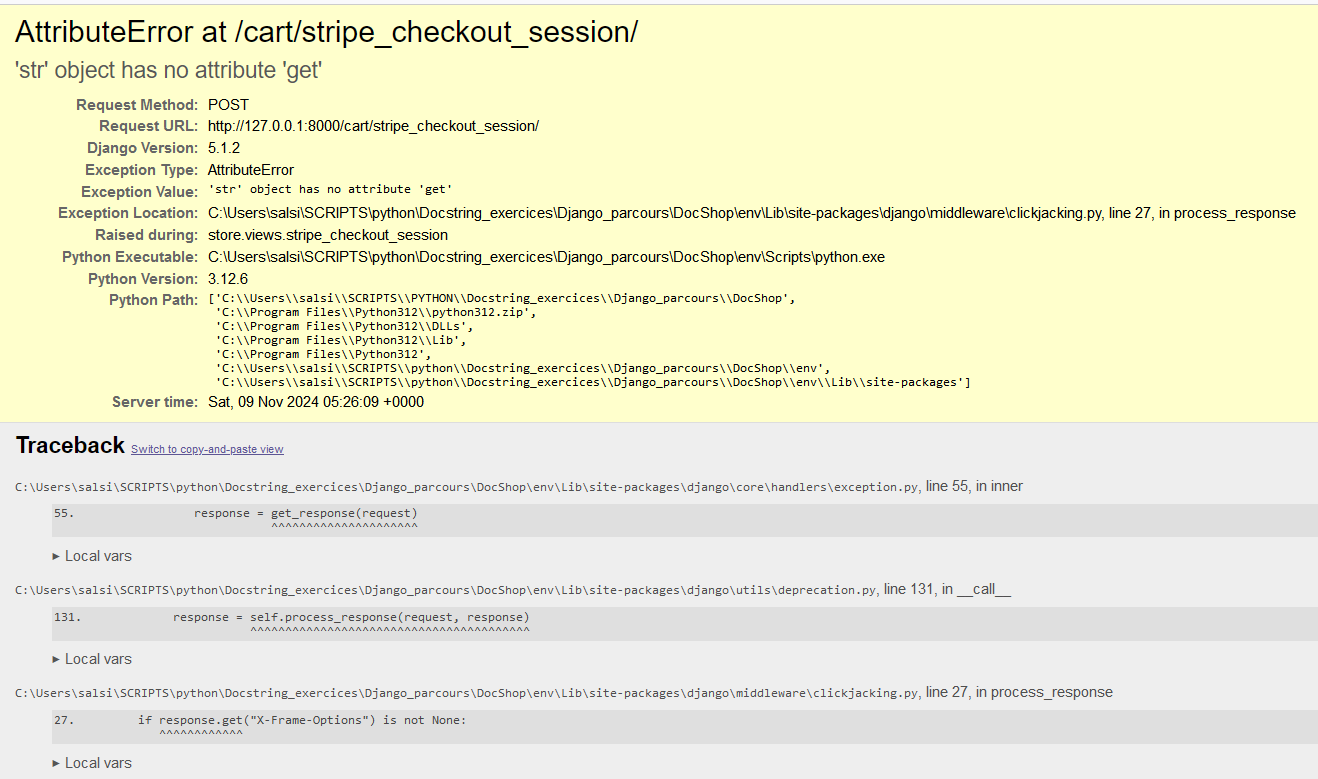 AttributeError at /cart/stripe_checkout_session/
'str' object has no attribute 'get'
Request Method: POST
Request URL: http://127.0.0.1:8000/cart/stripe_checkout_session/
Django Version: 5.1.2
Exception Type: AttributeError
Exception Value: 'str' object has no attribute 'get'
Exception Location: C:\Users\salsi\SCRIPTS\python\Docstring_exercices\Django_parcours\DocShop\env\Lib\site-packages\django\middleware\clickjacking.py, line 27, in process_response
Raised during: store.views.stripe_checkout_session
Python Executable: C:\Users\salsi\SCRIPTS\python\Docstring_exercices\Django_parcours\DocShop\env\Scripts\python.exe
Python Version: 3.12.6
Python Path: ['C:\\Users\\salsi\\SCRIPTS\\PYTHON\\Docstring_exercices\\Django_parcours\\DocShop',
'C:\\Program Files\\Python312\\python312.zip',
'C:\\Program Files\\Python312\\DLLs',
'C:\\Program Files\\Python312\\Lib',
'C:\\Program Files\\Python312',
'C:\\Users\\salsi\\SCRIPTS\\python\\Docstring_exercices\\Django_parcours\\DocShop\\env',
'C:\\Users\\salsi\\SCRIPTS\\python\\Docstring_exercices\\Django_parcours\\DocShop\\env\\Lib\\site-packages']
Server time: Sat, 09 Nov 2024 05:26:09 +0000
Traceback Switch to copy-and-paste view
C:\Users\salsi\SCRIPTS\python\Docstring_exercices\Django_parcours\DocShop\env\Lib\site-packages\django\core\handlers\exception.py, line 55, in inner
55. response = get_response(request)
^^^^^^^^^^^^^^^^^^^^^
▸ Local vars
C:\Users\salsi\SCRIPTS\python\Docstring_exercices\Django_parcours\DocShop\env\Lib\site-packages\django\utils\deprecation.py, line 131, in __call__
131. response = self.process_response(request, response)
^^^^^^^^^^^^^^^^^^^^^^^^^^^^^^^^^^^^^^^^
▸ Local vars
C:\Users\salsi\SCRIPTS\python\Docstring_exercices\Django_parcours\DocShop\env\Lib\site-packages\django\middleware\clickjacking.py, line 27, in process_response
27. if response.get("X-Frame-Options") is not None:
^^^^^^^^^^^^
▸ Local vars